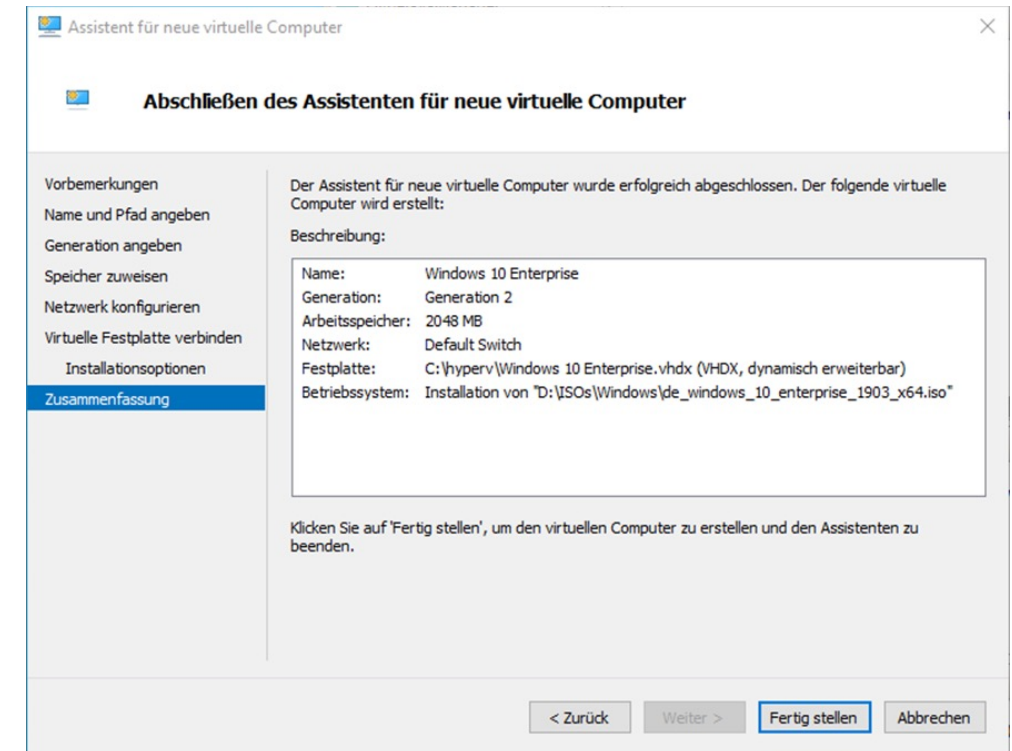 Assistent für neue virtuelle Computer
Abschließen des Assistenten für neue virtuelle Computer
Vorbemerkungen
Name und Pfad angeben
Generation angeben
Speicher zuweisen
Netzwerk konfigurieren
Virtuelle Festplatte verbinden
Installationsoptionen
Zusammenfassung
Der Assistent für neue virtuelle Computer wurde erfolgreich abgeschlossen. Der folgende virtuelle
Computer wird erstellt:
Beschreibung:
Name: Windows 10 Enterprise
Generation: Generation 2
Arbeitsspeicher: 2048 MB
Netzwerk: Default Switch
Festplatte: C:\hyperv\Windows 10 Enterprise.vhdx (VHDX, dynamisch erweiterbar)
Betriebssystem: Installation von "D:\ISOs\Windows\de_windows_10_enterprise_1903_x64.iso"
Klicken Sie auf 'Fertig stellen', um den virtuellen Computer zu erstellen und den Assistenten zu
beenden.
< Zurück Weiter > Fertig stellen Abbrechen